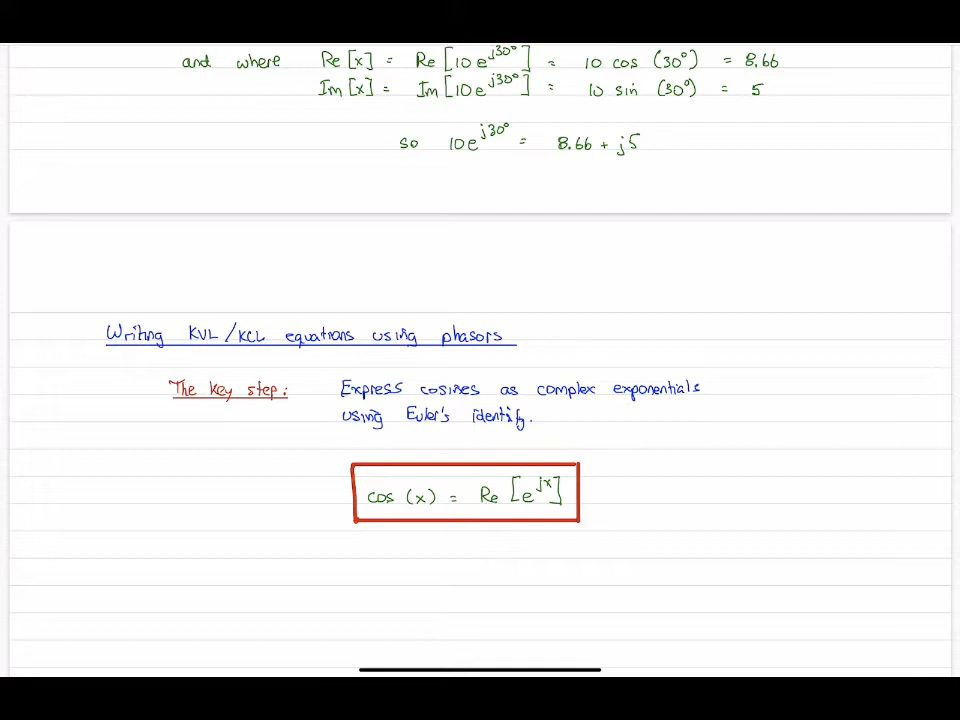 and where Re[x] = Re[10e^{j30°}] = 10 cos (30°) = 8.66
Im[x] = Im[10e^{j30°}] = 10 sin (30°) = 5
so 10e^{j30°} = 8.66 + j5
Writing KVL/KCL equations using phasors
The key step: Express cosines as complex exponentials
using Euler's identity.
cos (x) = Re [e^{jx}]